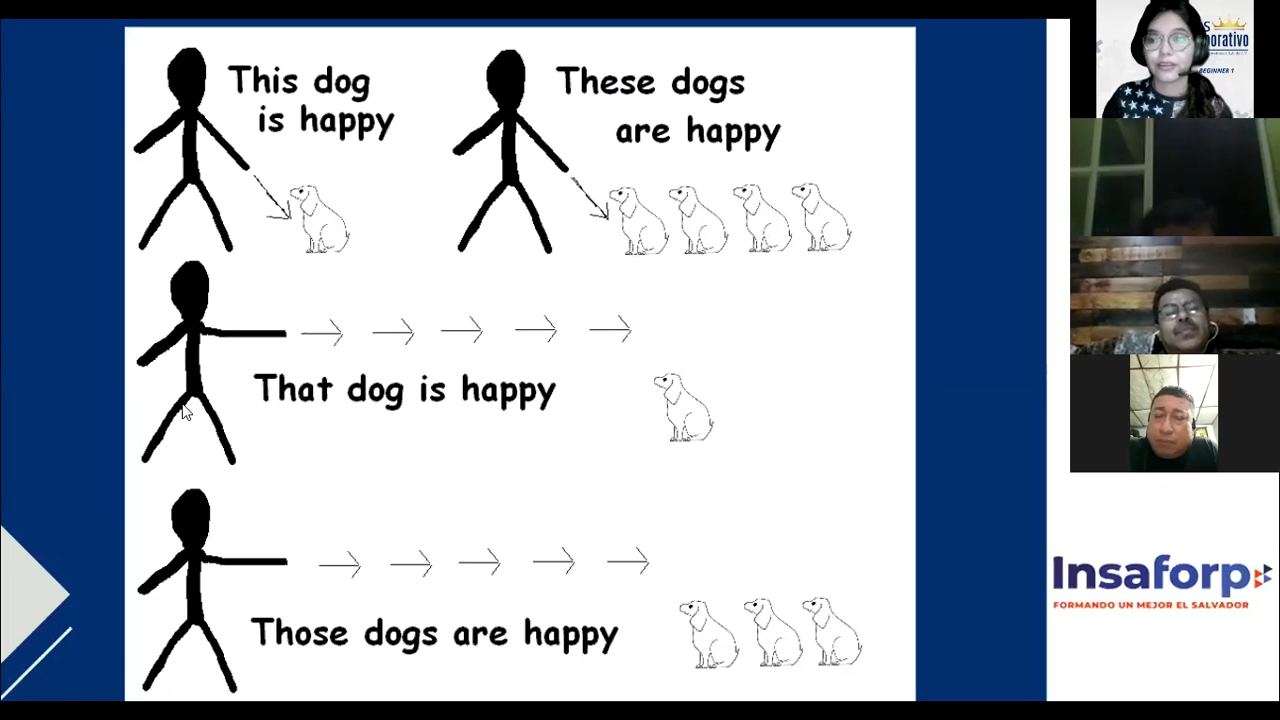 This dog
is happy
These dogs
are happy
That dog is happy
Those dogs are happy
BEGINNER 1
Insaforp
FORMANDO UN MEJOR EL SALVADOR